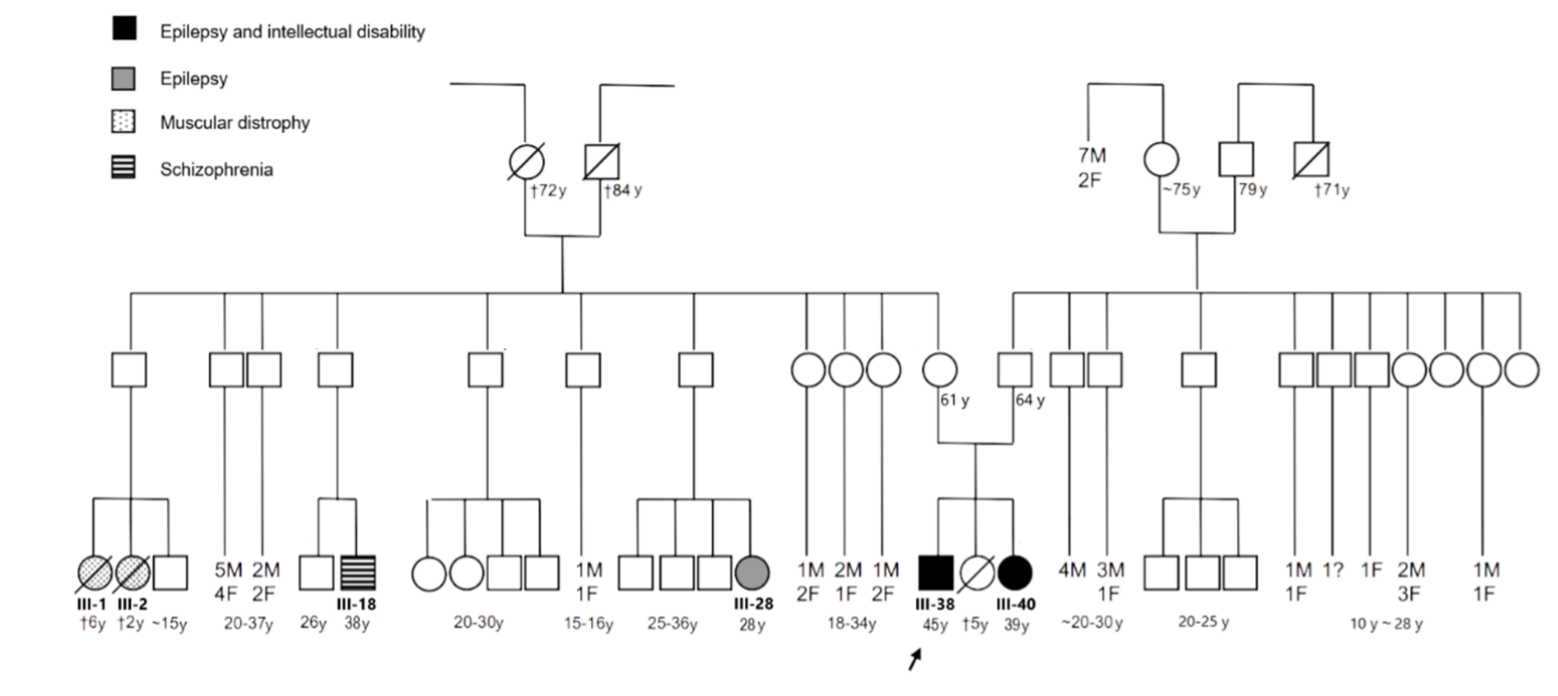 Epilepsy and intellectual disability
Epilepsy
Muscular distrophy
Schizophrenia
7M
2F
†72y †84y ~75y 79y †71y
61 y 64 y
5M 2M 1M 1M 2M 1M 4M 3M 1M 1? 1F 2M 1M
4F 2F 1F 2F 1F 2F 1F 1F 3F 1F
III-1 III-2 III-18 III-28 III-38 III-40
†6y †2y ~15y 20-37y 26y 38y 20-30y 15-16y 25-36y 28y 18-34y 45y †5y 39y ~20-30 y 20-25 y 10 y ~ 28 y